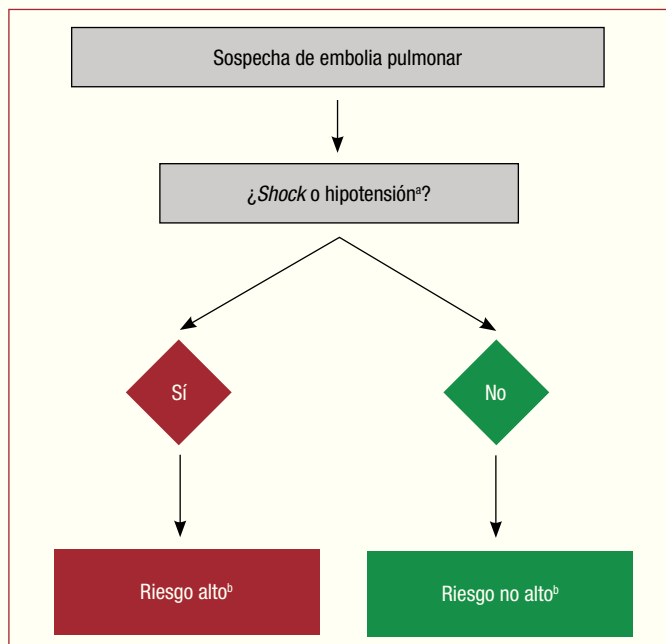 Sospecha de embolia pulmonar
¿Shock o hipotensiónᵃ?
Sí
No
Riesgo altoᵇ
Riesgo no altoᵇ